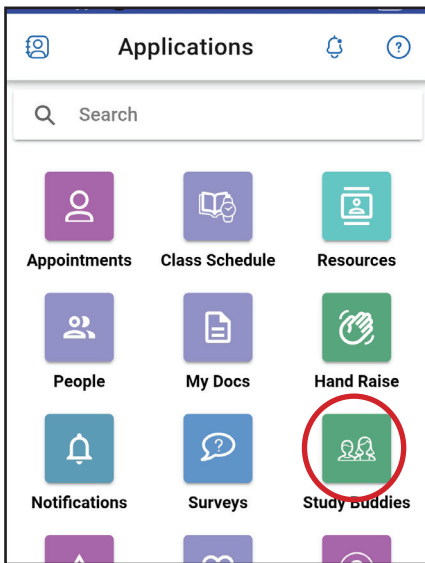 Applications
?
Search
Appointments Class Schedule Resources
People My Docs Hand Raise
?
Notifications Surveys Study Buddies